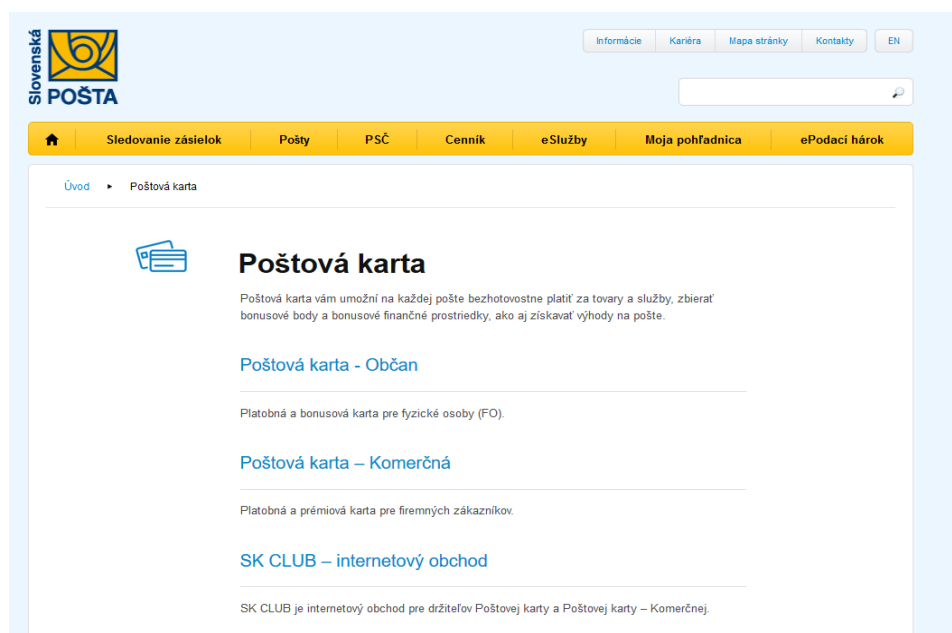 Slovenská
POŠTA
Informácie Kariéra Mapa stránky Kontakty EN
Sledovanie zásielok Pošty PSČ Cenník eSlužby Moja pohľadnica ePodací hárok
Úvod ▸ Poštová karta
Poštová karta
Poštová karta vám umožní na každej pošte bezhotovostne platiť za tovary a služby, zbierať
bonusové body a bonusové finančné prostriedky, ako aj získavať výhody na pošte.
Poštová karta - Občan
Platobná a bonusová karta pre fyzické osoby (FO).
Poštová karta – Komerčná
Platobná a prémiová karta pre firemných zákazníkov.
SK CLUB – internetový obchod
SK CLUB je internetový obchod pre držiteľov Poštovej karty a Poštovej karty – Komerčnej.